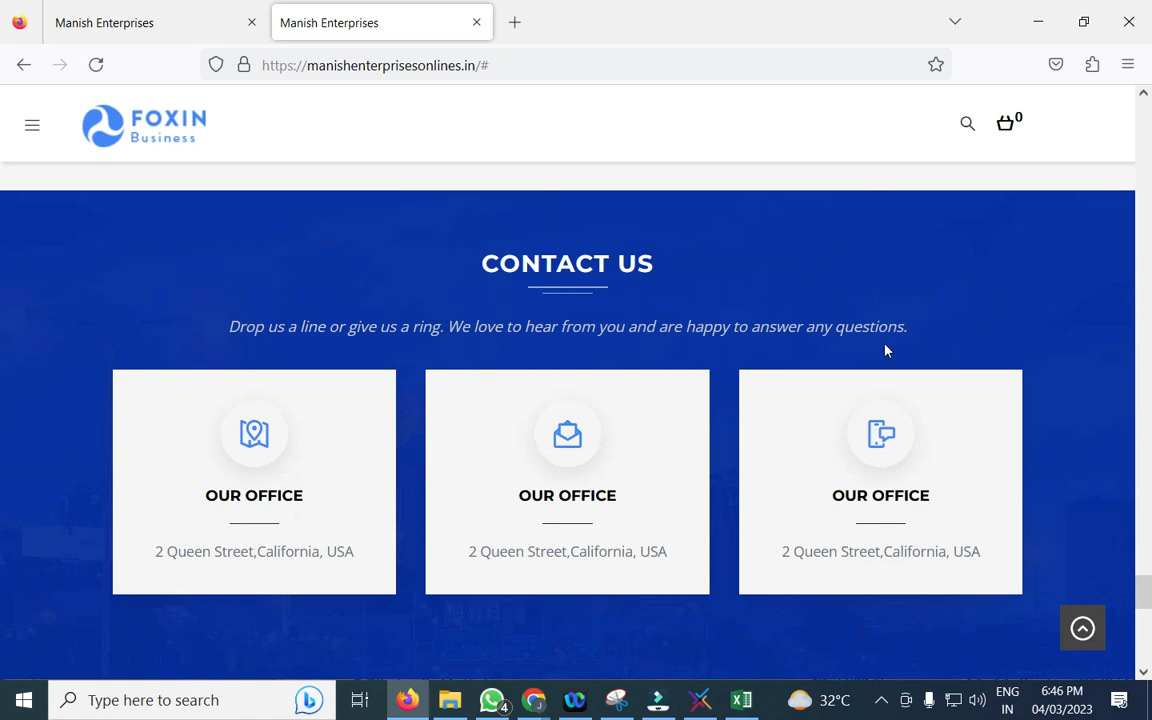 Manish Enterprises
Manish Enterprises
https://manishenterprisesonlines.in/#
FOXIN
Business
0
CONTACT US
Drop us a line or give us a ring. We love to hear from you and are happy to answer any questions.
OUR OFFICE
2 Queen Street,California, USA
OUR OFFICE
2 Queen Street,California, USA
OUR OFFICE
2 Queen Street,California, USA
Type here to search
4
32°C
ENG
IN
6:46 PM
04/03/2023